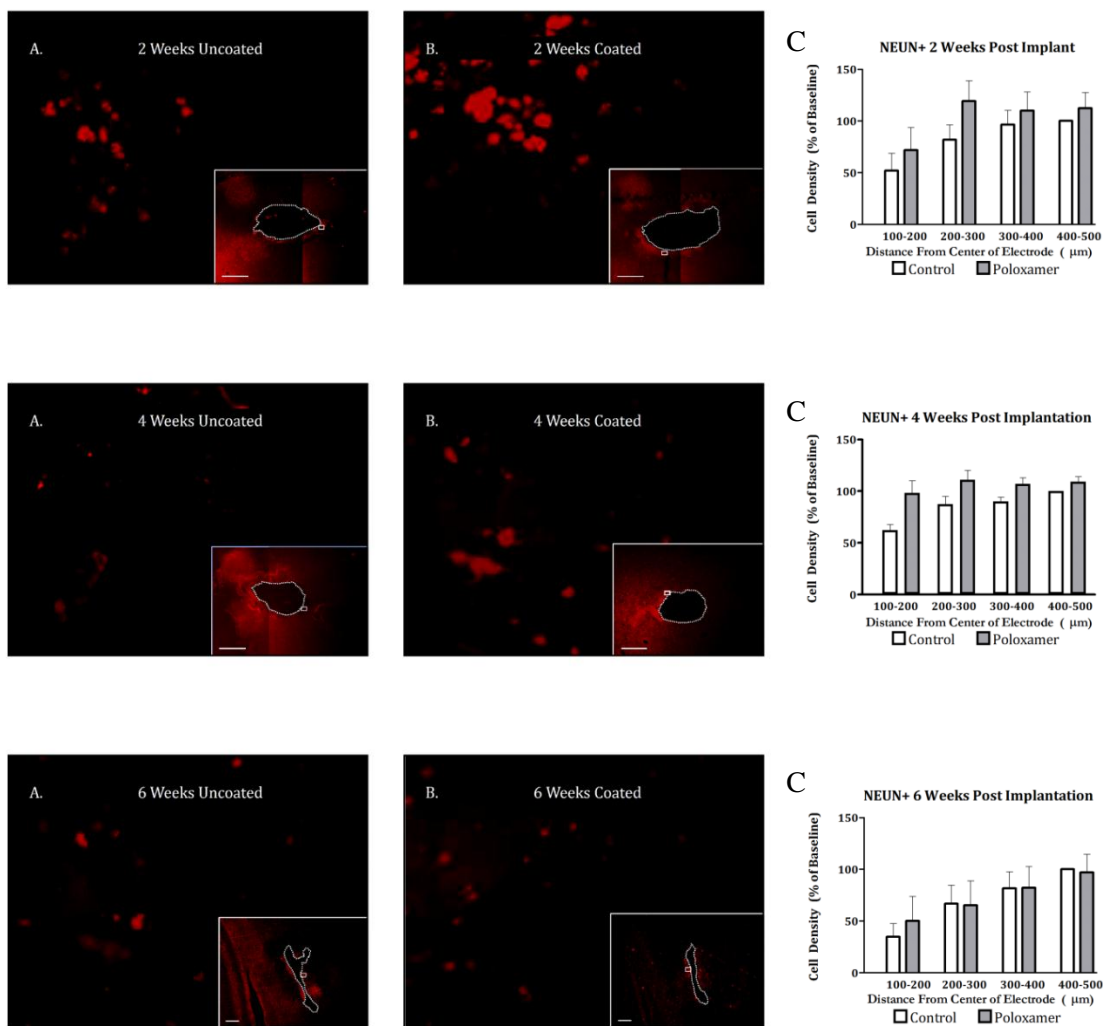 A. 2 Weeks Uncoated
B. 2 Weeks Coated
C
NEUN+ 2 Weeks Post Implant
Cell Density (% of Baseline)
150
100
50
0
100-200 200-300 300-400 400-500
Distance From Center of Electrode ( μm)
Control Poloxamer
A. 4 Weeks Uncoated
B. 4 Weeks Coated
C
NEUN+ 4 Weeks Post Implantation
Cell Density (% of Baseline)
150
100
50
0
100-200 200-300 300-400 400-500
Distance From Center of Electrode ( μm)
Control Poloxamer
A. 6 Weeks Uncoated
B. 6 Weeks Coated
C
NEUN+ 6 Weeks Post Implantation
Cell Density (% of Baseline)
150
100
50
0
100-200 200-300 300-400 400-500
Distance From Center of Electrode ( μm)
Control Poloxamer